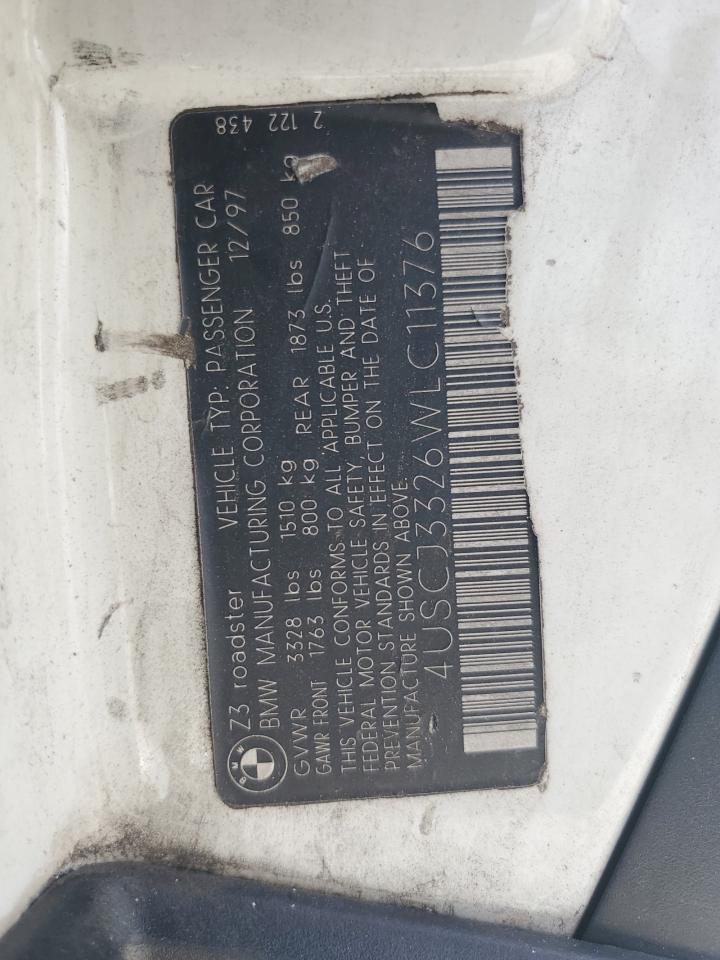 Z3 roadster VEHICLE TYP: PASSENGER CAR 2 122 438
BMW MANUFACTURING CORPORATION 12/97
GVWR 3328 lbs 1510 kg
GAWR FRONT 1763 lbs 800 kg REAR 1873 lbs 850 kg
THIS VEHICLE CONFORMS TO ALL APPLICABLE U.S.
FEDERAL MOTOR VEHICLE SAFETY, BUMPER AND THEFT
PREVENTION STANDARDS IN EFFECT ON THE DATE OF
MANUFACTURE SHOWN ABOVE.
4USCJ3326WLC11376
BMW